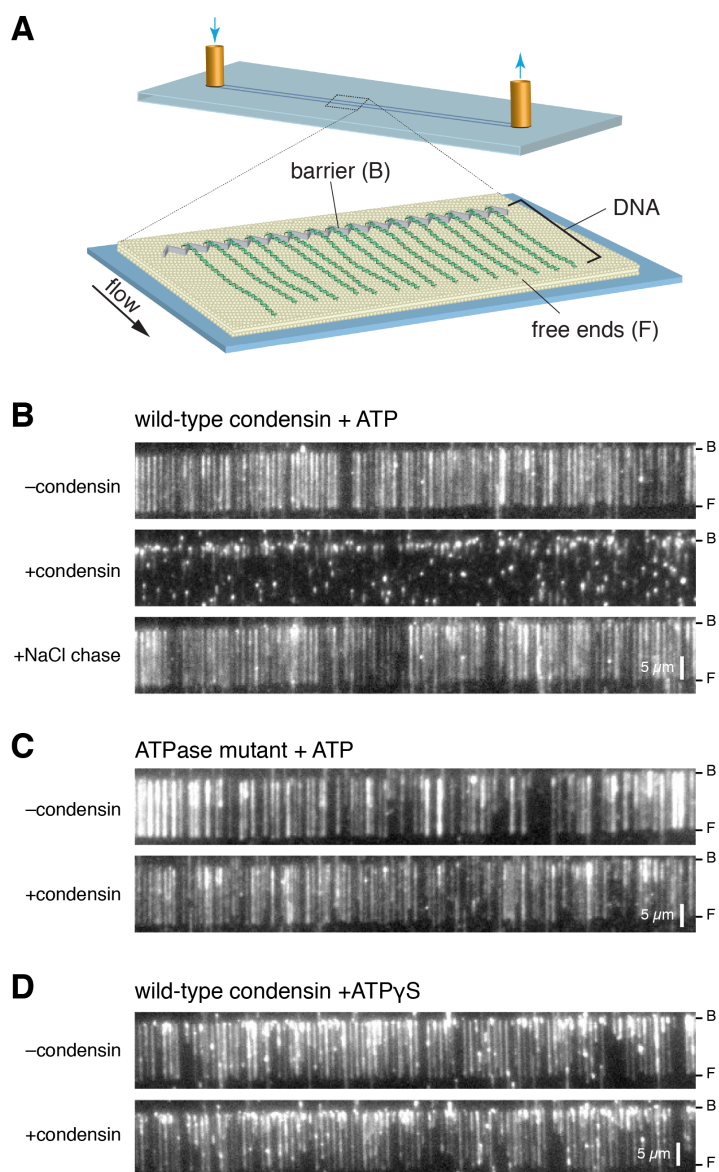 A
barrier (B)
DNA
flow
free ends (F)
B
wild-type condensin + ATP
–condensin
B
F
+condensin
B
+NaCl chase
B
5 µm
F
C
ATPase mutant + ATP
–condensin
B
F
+condensin
B
5 µm
F
D
wild-type condensin +ATPγS
–condensin
B
F
+condensin
B
5 µm
F